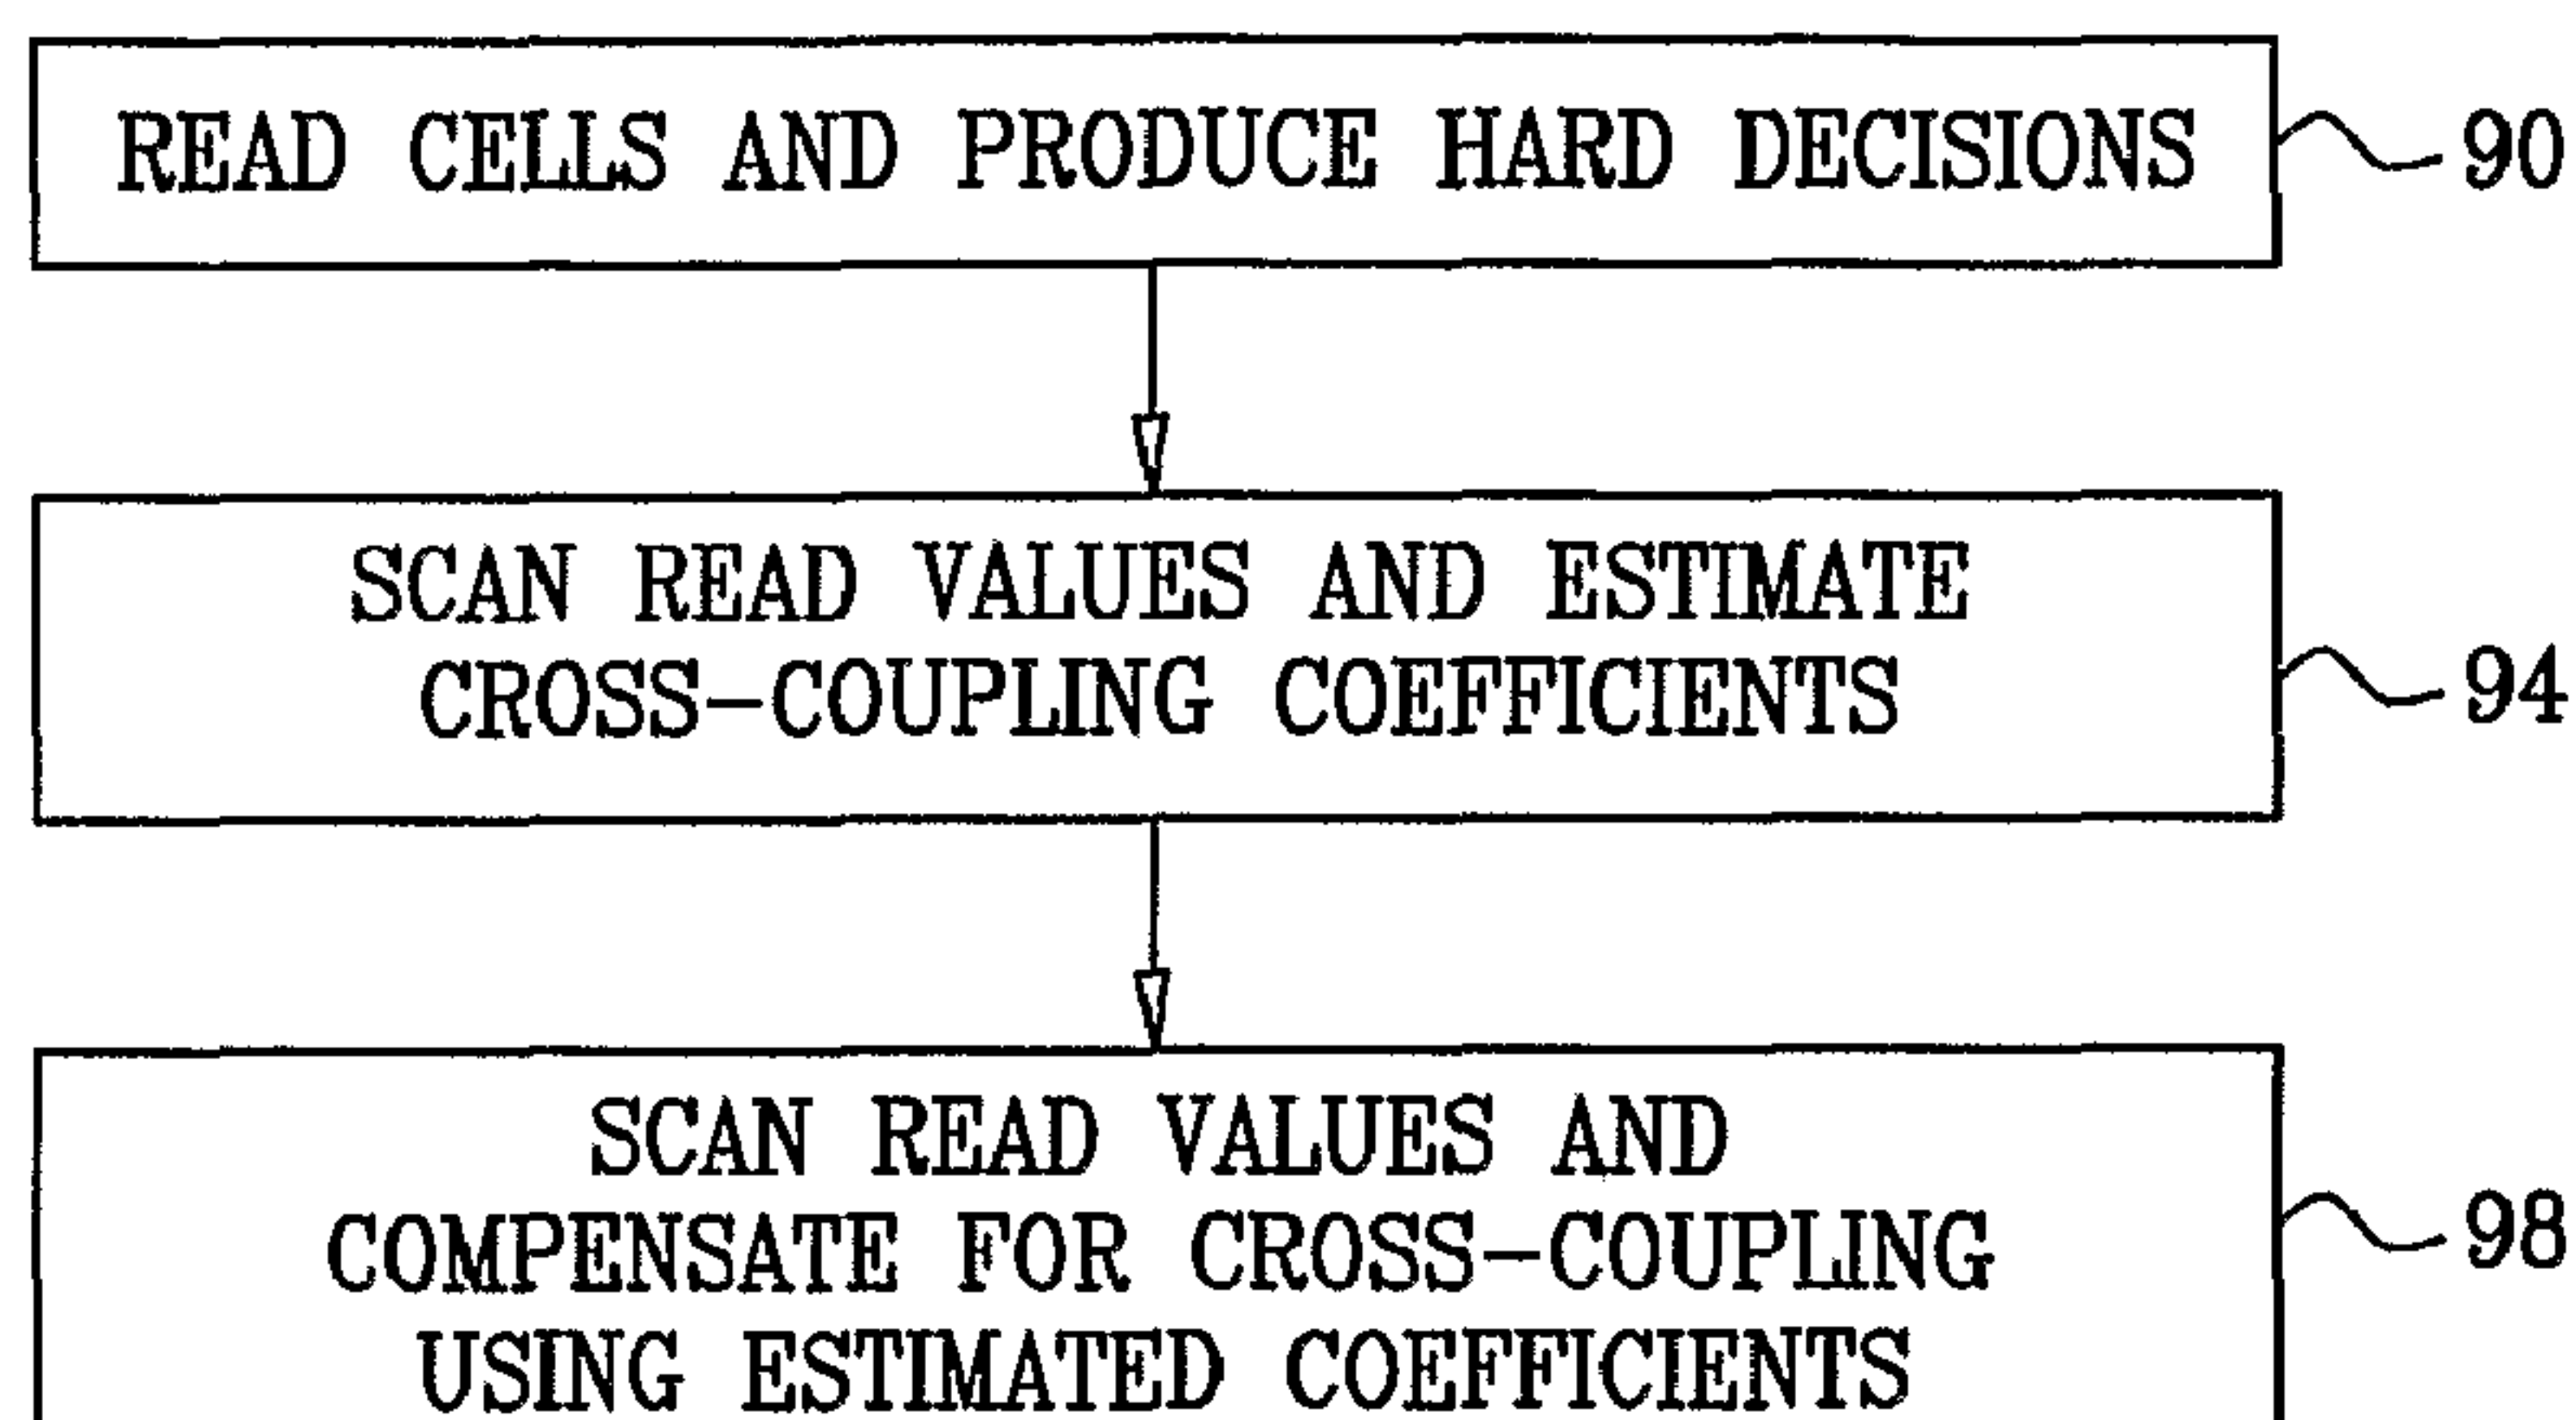 READ CELLS AND PRODUCE HARD DECISIONS
90
SCAN READ VALUES AND ESTIMATE
CROSS-COUPLING COEFFICIENTS
94
SCAN READ VALUES AND
COMPENSATE FOR CROSS-COUPLING
USING ESTIMATED COEFFICIENTS
98